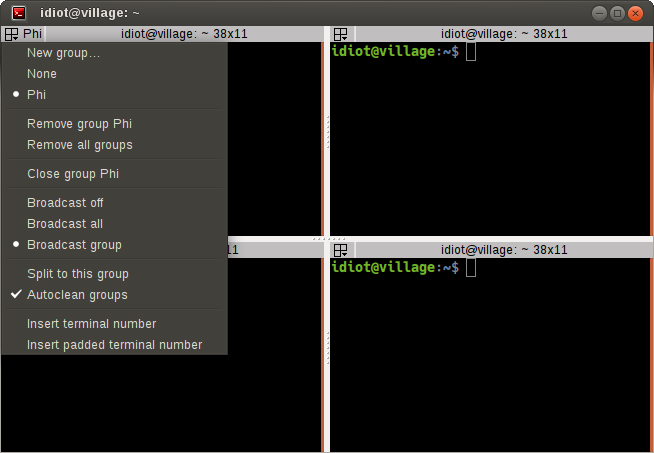 idiot@village: ~
Phi idiot@village: ~ 38x11
idiot@village: ~ 38x11
idiot@village:~$
New group...
None
Phi
Remove group Phi
Remove all groups
Close group Phi
Broadcast off
Broadcast all
Broadcast group
Split to this group
Autoclean groups
Insert terminal number
Insert padded terminal number
idiot@village: ~ 38x11
idiot@village:~$